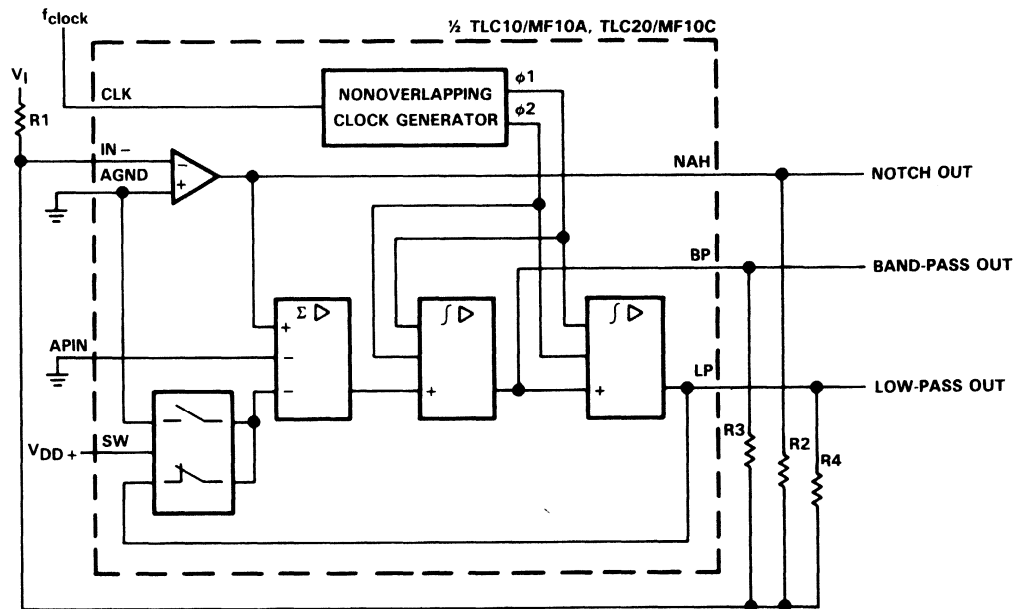 fclock
½ TLC10/MF10A, TLC20/MF10C
VI
CLK
NONOVERLAPPING
CLOCK GENERATOR
ϕ1
ϕ2
R1
IN −
AGND
NAH
NOTCH OUT
BP
BAND-PASS OUT
Σ ▷
∫ ▷
∫ ▷
+
APIN
−
−
+
+
LP
LOW-PASS OUT
VDD +
SW
R3
R2
R4
−
+